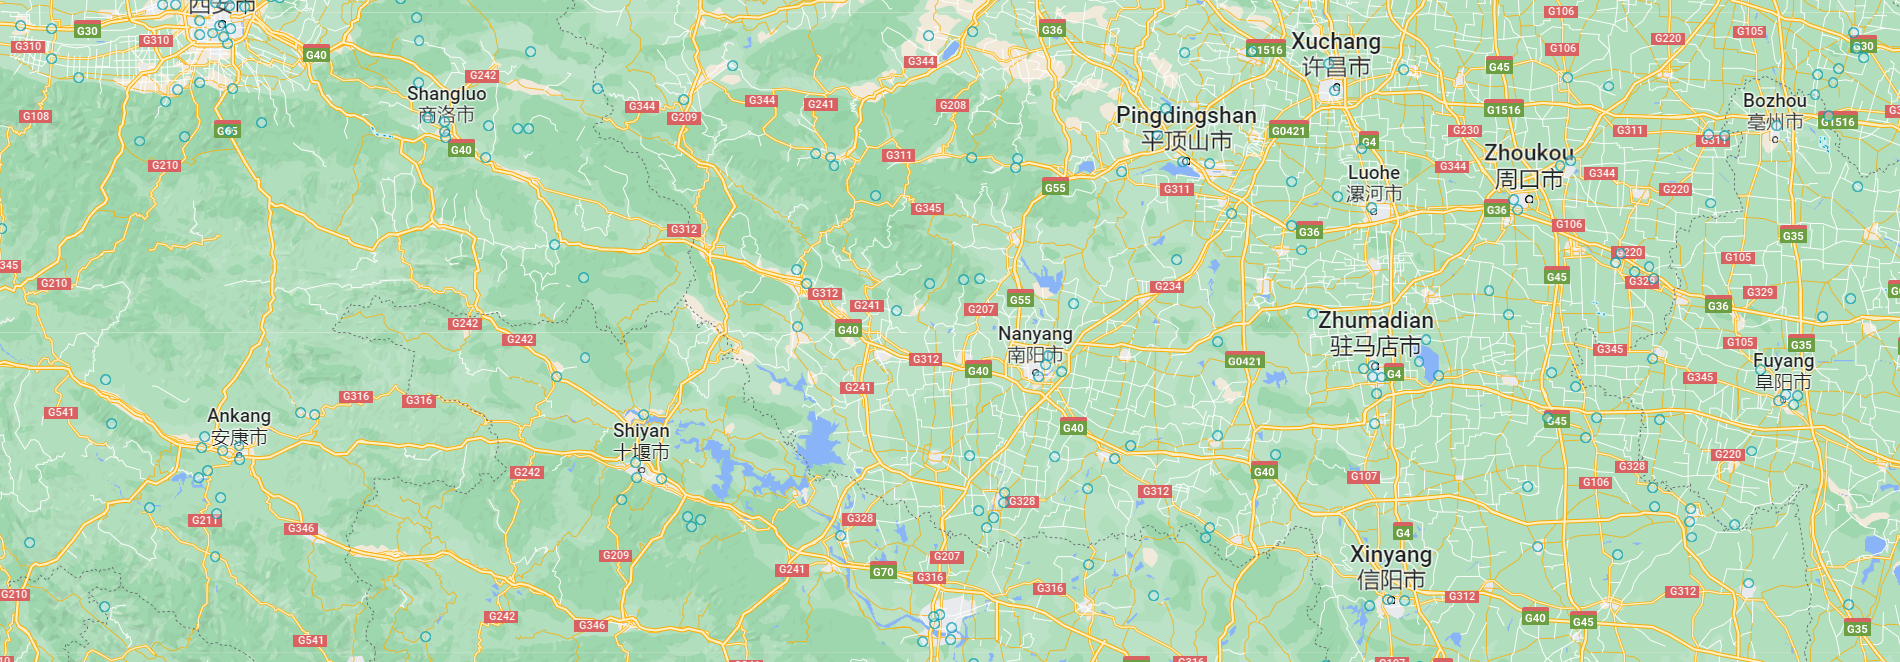 西安市
G30
G310
G310
G40
G242
G344
G36
G1516
Xuchang
许昌市
G45
G106
G106
G220
G105
G30
Shangluo
商洛市
G108
G65
G40
G210
G344
G209
G344
G241
G208
G311
G345
G55
Pingdingshan
平顶山市
G311
G0421
G4
G230
G1516
G311
G344
Luohe
漯河市
Zhoukou
周口市
G344
G220
G36
G36
G106
Bozhou
亳州市
G311
G1516
G35
G345
G210
G312
G312
G241
G40
G207
G55
G234
G45
G220
G329
G105
G329
G36
G242
G242
Nanyang
南阳市
G312
G40
G241
G0421
Zhumadian
驻马店市
G4
G345
G345
G105
G35
Fuyang
阜阳市
G541
Ankang
安康市
G316
G316
Shiyan
十堰市
G242
G40
G40
G45
G107
G106
G328
G220
G211
G346
G328
G328
G312
G209
G241
G70
G207
G316
G316
G4
Xinyang
信阳市
G312
G312
G40
G45
G35
G210
G541
G242
G346
G316